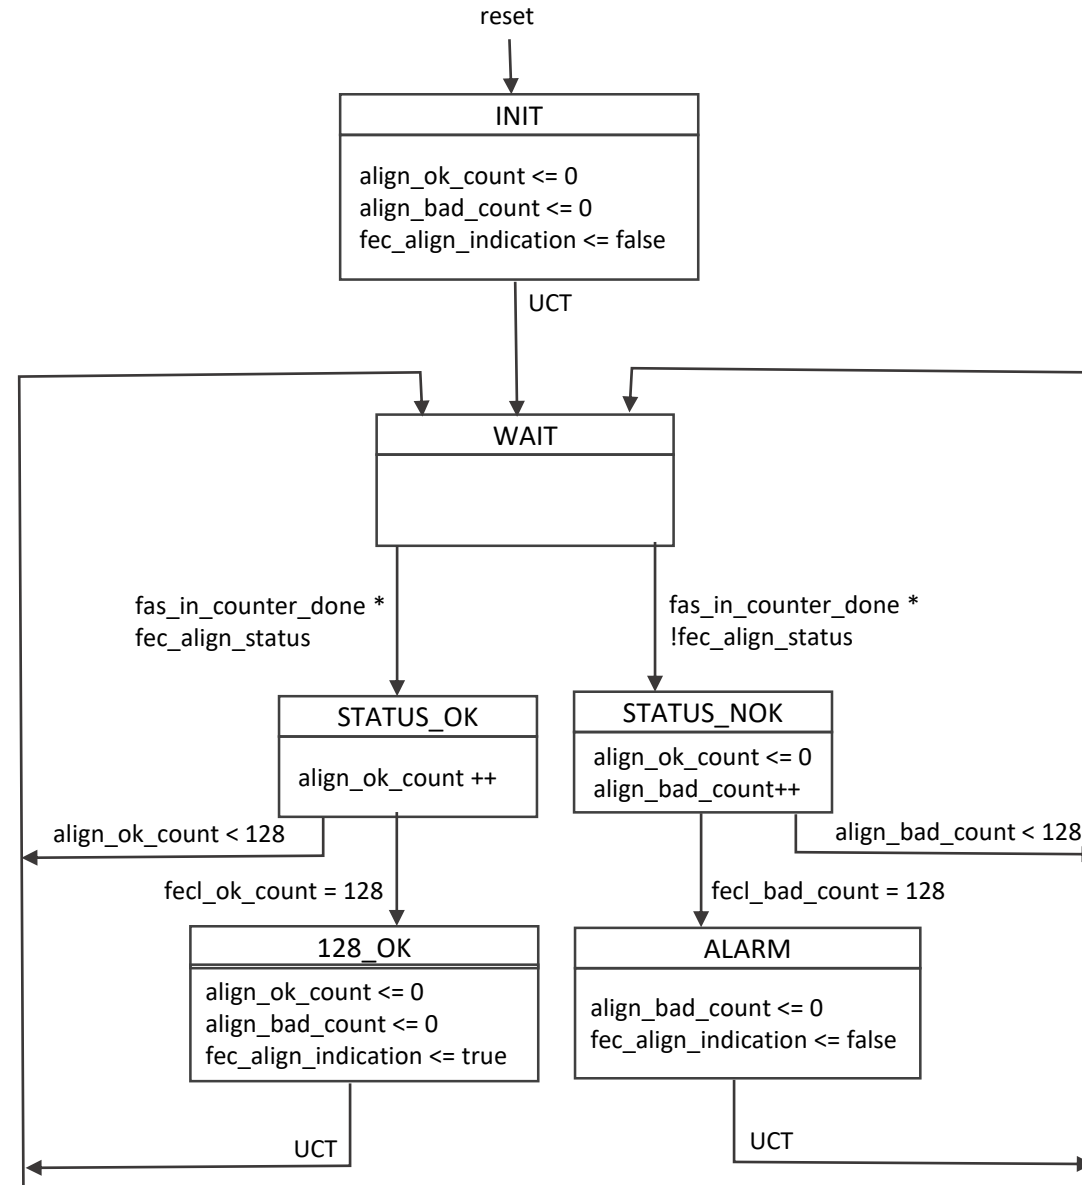 reset
INIT
align_ok_count <= 0
align_bad_count <= 0
fec_align_indication <= false
UCT
WAIT
fas_in_counter_done *
fec_align_status
fas_in_counter_done *
!fec_align_status
STATUS_OK
align_ok_count ++
STATUS_NOK
align_ok_count <= 0
align_bad_count++
align_ok_count < 128
align_bad_count < 128
fecl_ok_count = 128
fecl_bad_count = 128
128_OK
align_ok_count <= 0
align_bad_count <= 0
fec_align_indication <= true
ALARM
align_bad_count <= 0
fec_align_indication <= false
UCT
UCT